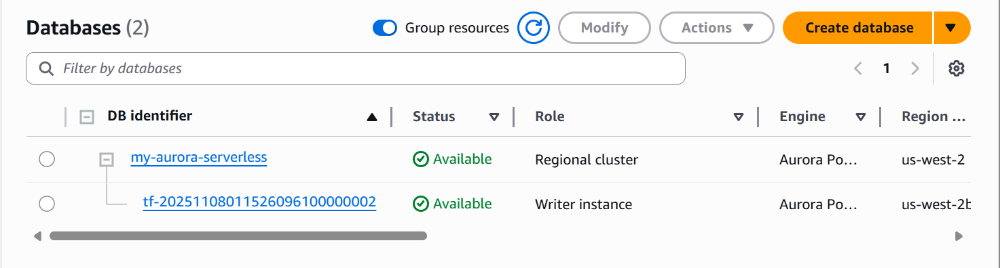 Databases (2) Group resources Modify Actions Create database
Filter by databases 1
DB identifier Status Role Engine Region ...
my-aurora-serverless Available Regional cluster Aurora Po... us-west-2
tf-20251108011526096100000002 Available Writer instance Aurora Po... us-west-2b